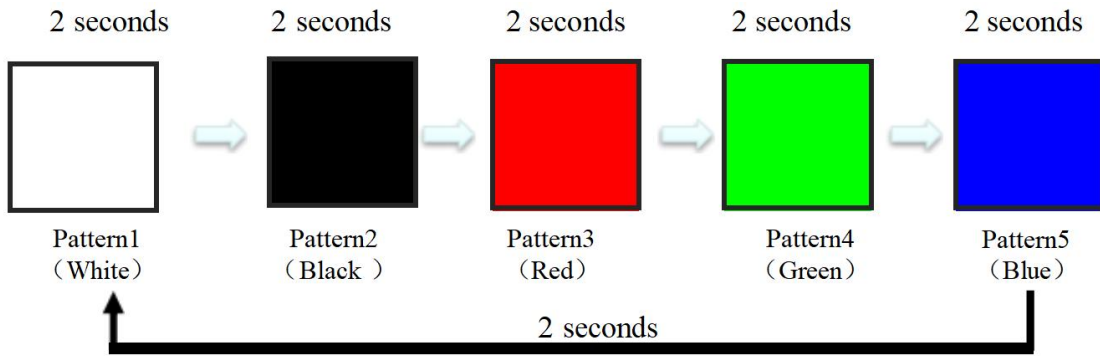 2 seconds 2 seconds 2 seconds 2 seconds 2 seconds
Pattern1 Pattern2 Pattern3 Pattern4 Pattern5
（White） （Black ） （Red） （Green） （Blue）
2 seconds